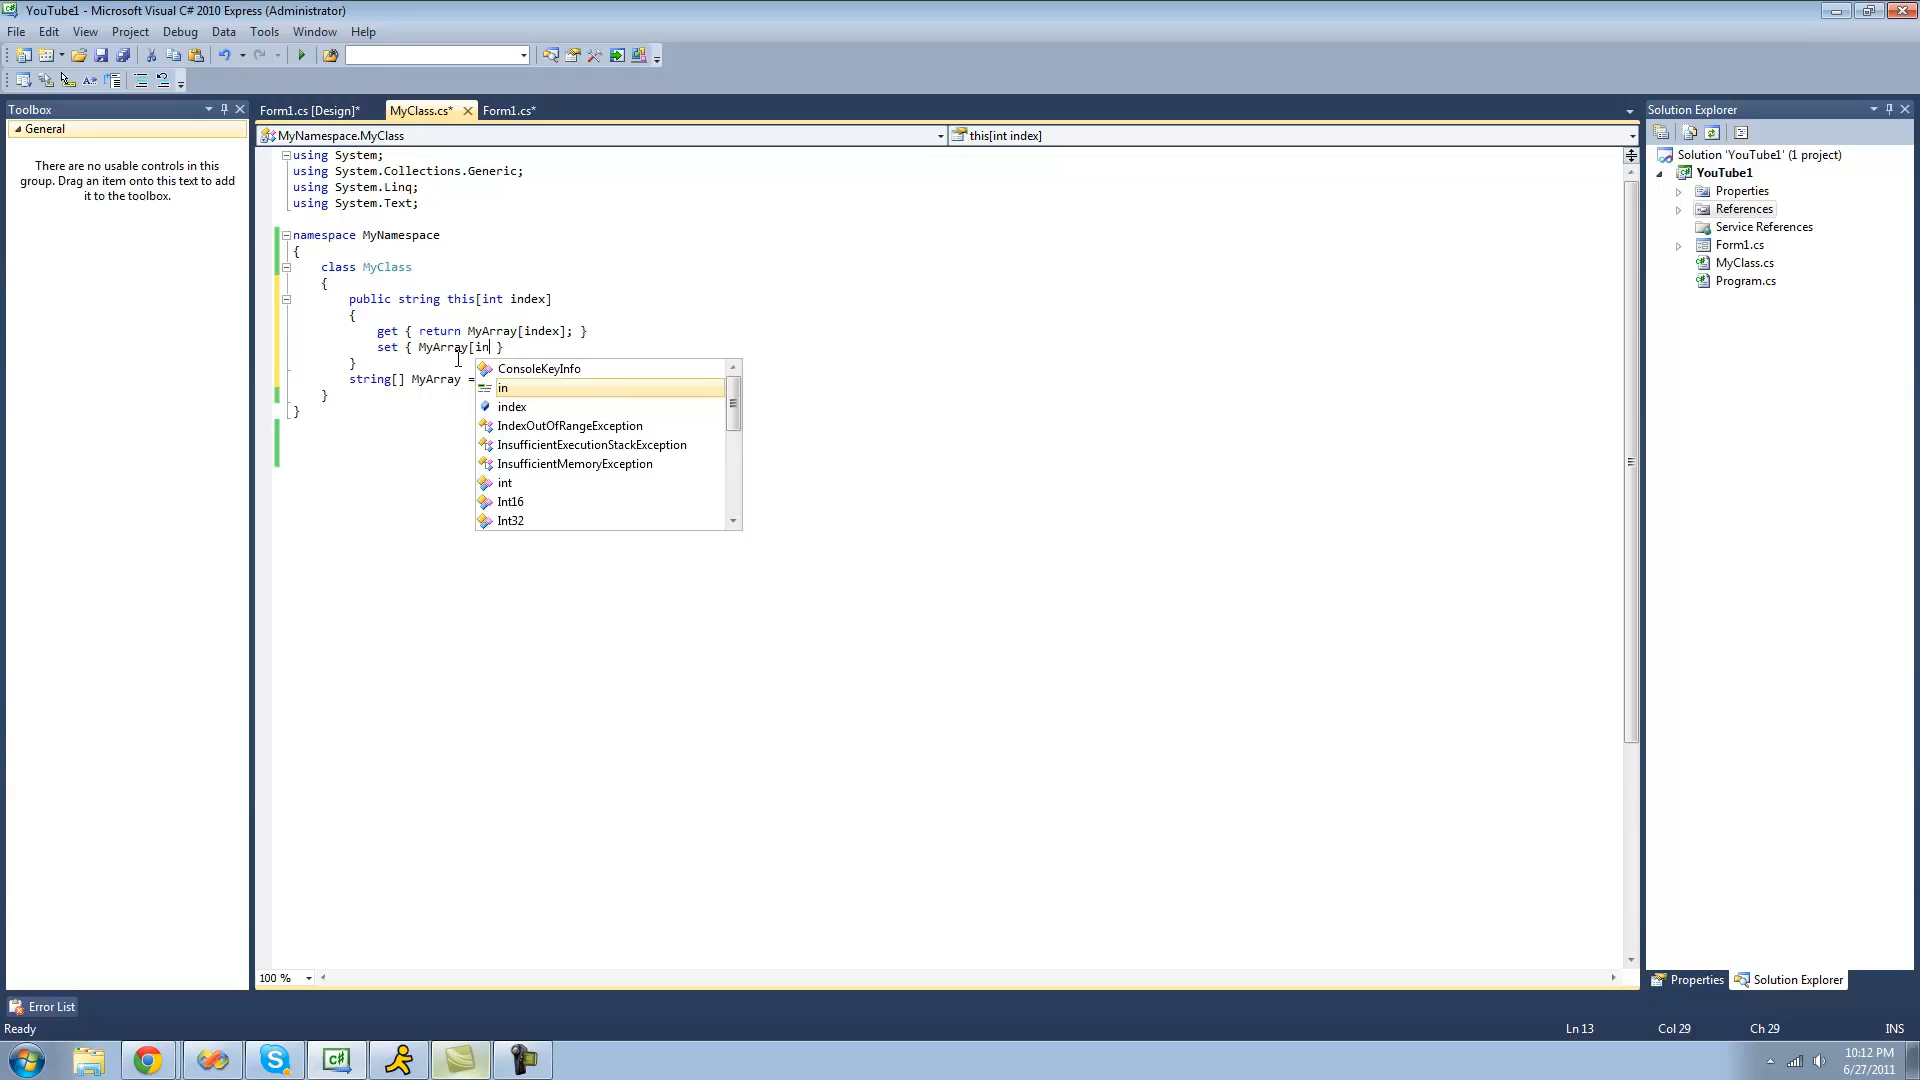 YouTube1 - Microsoft Visual C# 2010 Express (Administrator)
File Edit View Project Debug Data Tools Window Help
Toolbox
General
There are no usable controls in this
group. Drag an item onto this text to add
it to the toolbox.
Form1.cs [Design]* MyClass.cs* Form1.cs*
MyNamespace.MyClass this[int index]
using System;
using System.Collections.Generic;
using System.Linq;
using System.Text;
namespace MyNamespace
{
class MyClass
{
public string this[int index]
{
get { return MyArray[index]; }
set { MyArray[in }
}
string[] MyArray =
}
}
ConsoleKeyInfo
in
index
IndexOutOfRangeException
InsufficientExecutionStackException
InsufficientMemoryException
int
Int16
Int32
100 %
Solution Explorer
Solution 'YouTube1' (1 project)
YouTube1
Properties
References
Service References
Form1.cs
MyClass.cs
Program.cs
Properties Solution Explorer
Error List
Ready Ln 13 Col 29 Ch 29 INS
C#
10:12 PM
6/27/2011